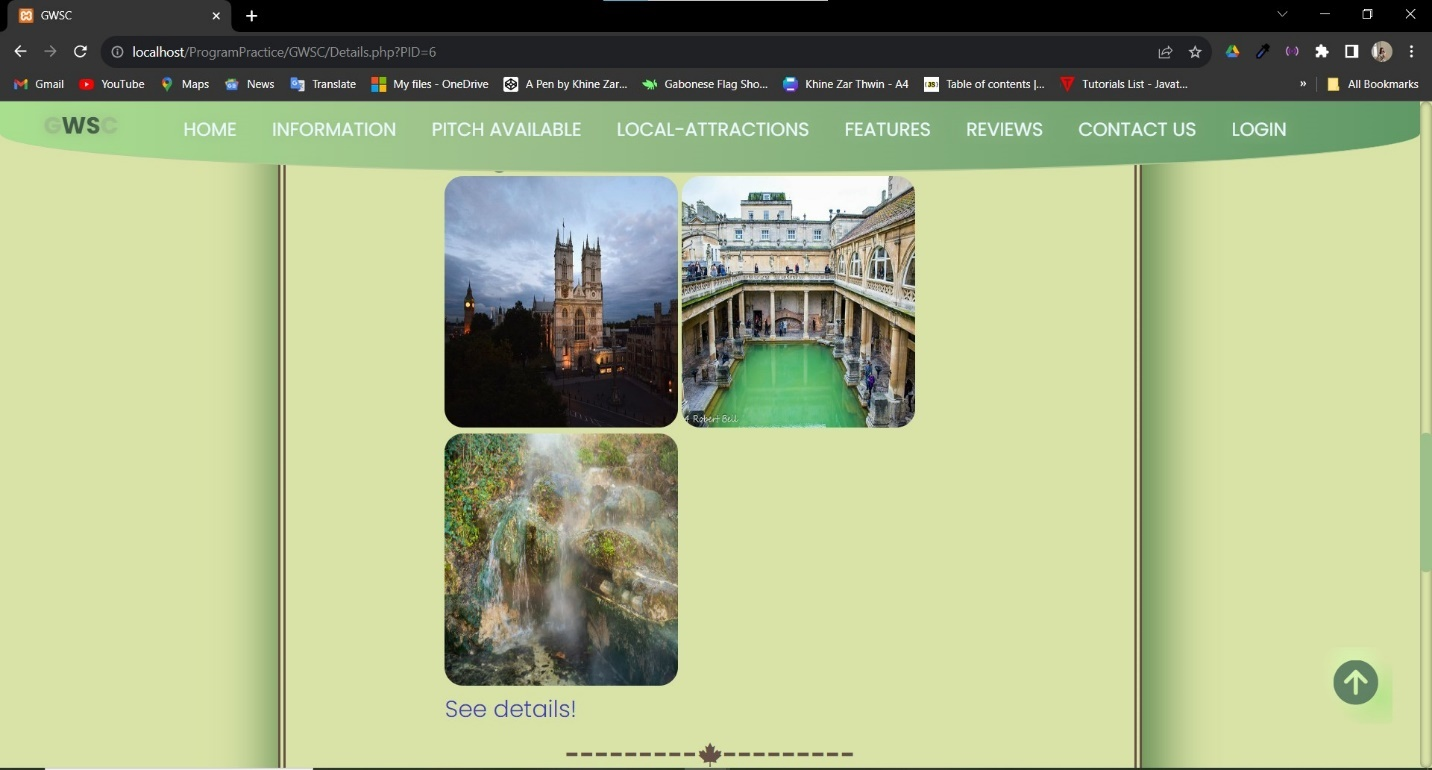 GWSC
localhost/ProgramPractice/GWSC/Details.php?PID=6
Gmail YouTube Maps News Translate My files - OneDrive A Pen by Khine Zar... Gabonese Flag Sho... Khine Zar Thwin - A4 Table of contents |... Tutorials List - Javat... » All Bookmarks
GWSC HOME INFORMATION PITCH AVAILABLE LOCAL-ATTRACTIONS FEATURES REVIEWS CONTACT US LOGIN
4 Robert Bell
See details!